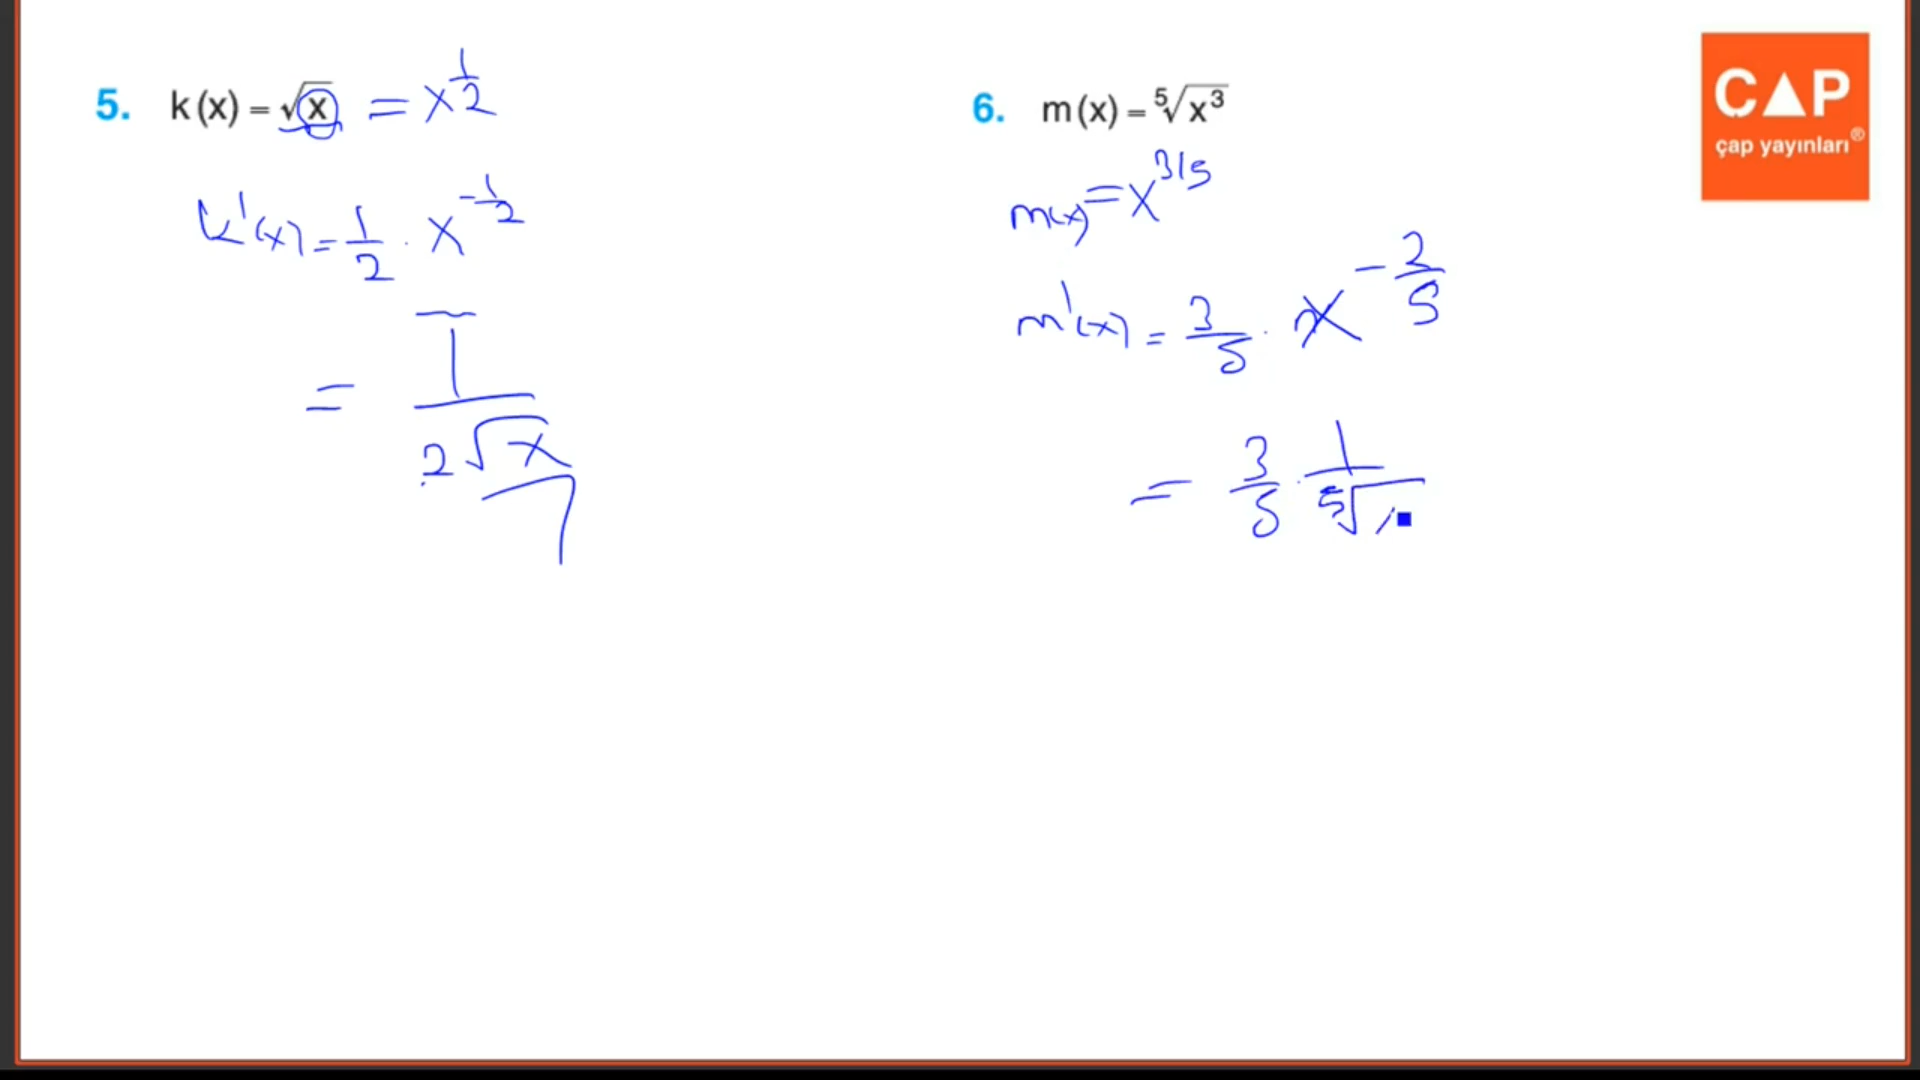 5. k(x) = √x = x^(1/2)
k'(x) = 1/2 · x^(-1/2)
= 1/(2√x)
6. m(x) = ⁵√x³
m(x) = x^(3/5)
m'(x) = 3/5 · x^(-2/5)
= 3/5 · 1/⁵√
CAP
çap yayınları®